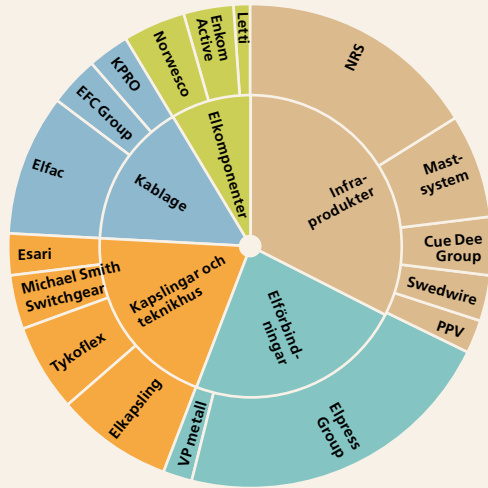 Letti
Enkom
Active
Norwesco
Elkomponenter
KPRO
EFC Group
Elfac
Kablage
NRS
Mast-
system
Infra-
produkter
Cue Dee
Group
Swedwire
PPV
Esari
Michael Smith
Switchgear
Tykoflex
Elkapsling
Kapslingar och
teknikhus
Elförbind-
ningar
VP metall
Elpress
Group